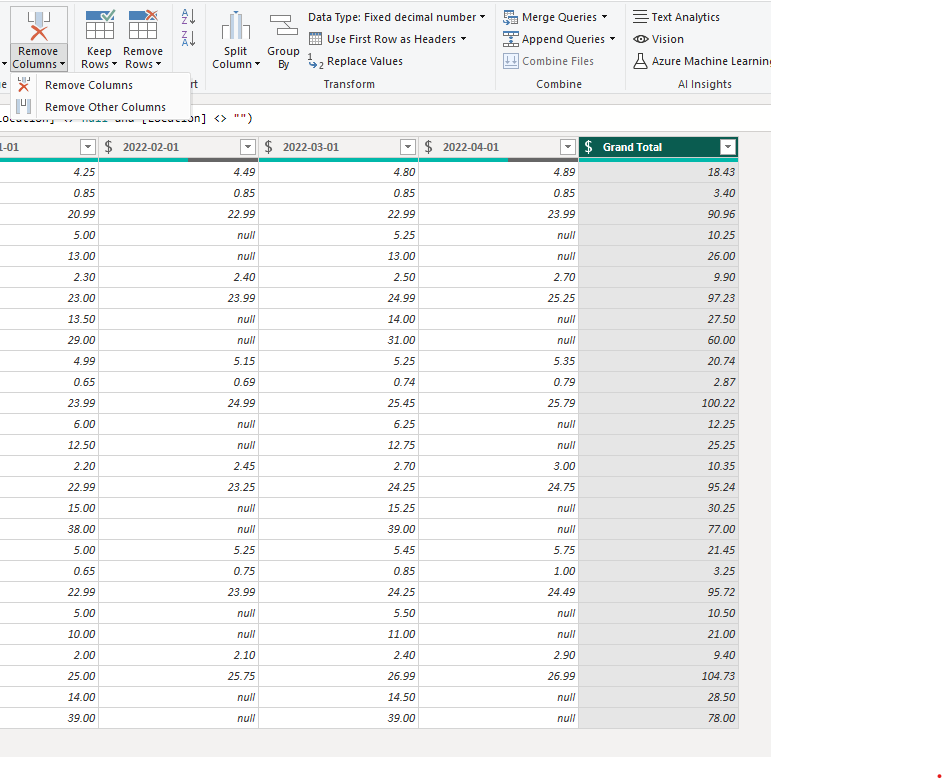 Remove Columns
Keep Rows
Remove Rows
Split Column
Group By
Data Type: Fixed decimal number
Use First Row as Headers
1 2 Replace Values
Transform
Merge Queries
Append Queries
Combine Files
Combine
Text Analytics
Vision
Azure Machine Learning
AI Insights
A Z
Z A
rt
Remove Columns
Remove Other Columns
and [Location] <> "")
-01 $ 2022-02-01 $ 2022-03-01 $ 2022-04-01 $ Grand Total
4.25 4.49 4.80 4.89 18.43
0.85 0.85 0.85 0.85 3.40
20.99 22.99 22.99 23.99 90.96
5.00 null 5.25 null 10.25
13.00 null 13.00 null 26.00
2.30 2.40 2.50 2.70 9.90
23.00 23.99 24.99 25.25 97.23
13.50 null 14.00 null 27.50
29.00 null 31.00 null 60.00
4.99 5.15 5.25 5.35 20.74
0.65 0.69 0.74 0.79 2.87
23.99 24.99 25.45 25.79 100.22
6.00 null 6.25 null 12.25
12.50 null 12.75 null 25.25
2.20 2.45 2.70 3.00 10.35
22.99 23.25 24.25 24.75 95.24
15.00 null 15.25 null 30.25
38.00 null 39.00 null 77.00
5.00 5.25 5.45 5.75 21.45
0.65 0.75 0.85 1.00 3.25
22.99 23.99 24.25 24.49 95.72
5.00 null 5.50 null 10.50
10.00 null 11.00 null 21.00
2.00 2.10 2.40 2.90 9.40
25.00 25.75 26.99 26.99 104.73
14.00 null 14.50 null 28.50
39.00 null 39.00 null 78.00